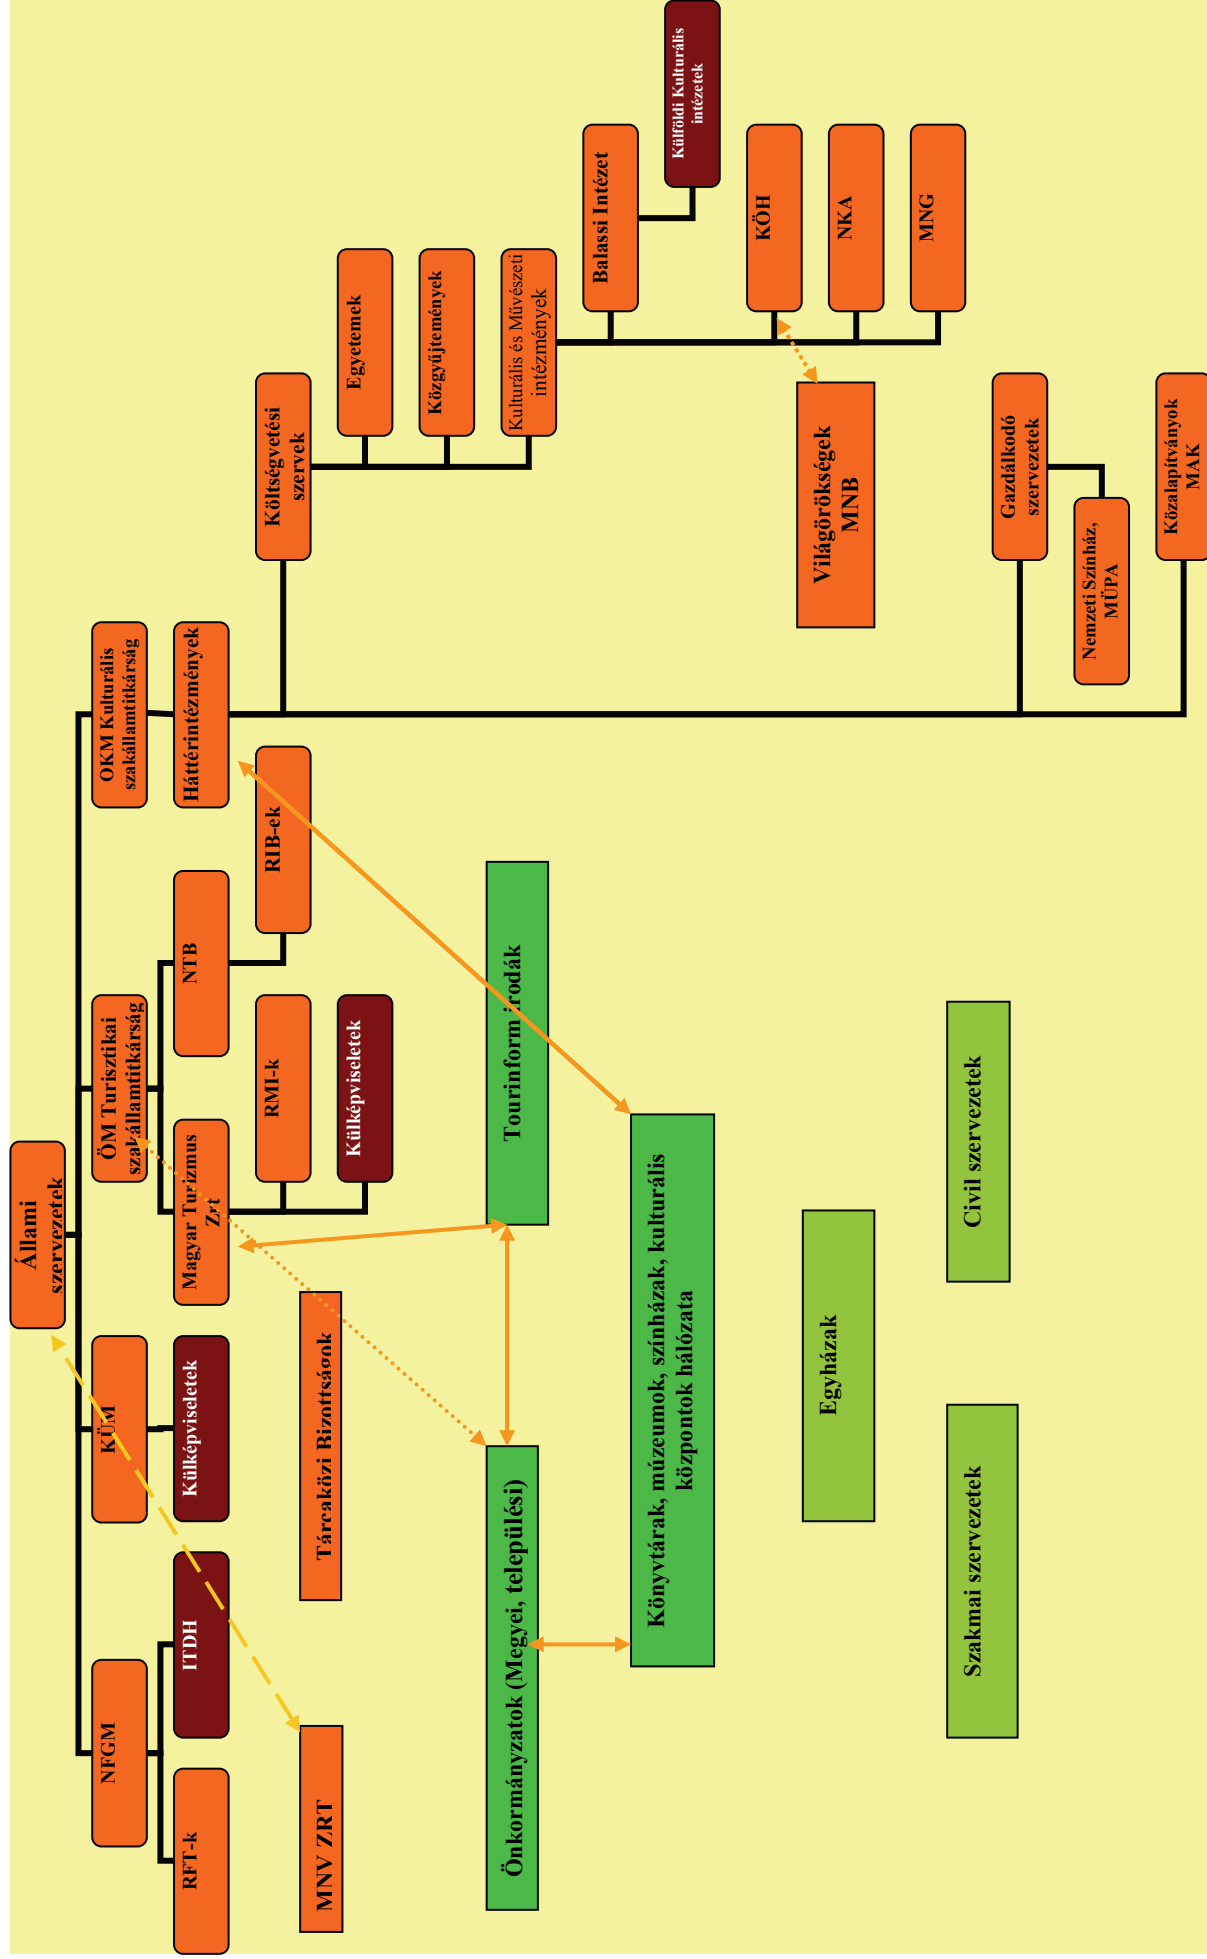 Állami
szervezetek
NFGM
KÜM
ÖM Turisztikai
szakállamtitkárság
OKM Kulturális
szakállamtitkárság
RFT-k
ITDH
Külképviseletek
Magyar Turizmus
Zrt
NTB
Háttérintézmények
RMI-k
RIB-ek
Költségvetési
szervek
MNV ZRT
Tárcaközi Bizottságok
Külképviseletek
Egyetemek
Közgyűjtemények
Kulturális és Művészeti
intézmények
Önkormányzatok (Megyei, települési)
Tourinform irodák
Balassi Intézet
Külföldi Kulturális
intézetek
Könyvtárak, múzeumok, színházak, kulturális
központok hálózata
KÖH
NKA
MNG
Világörökségek
MNB
Egyházak
Szakmai szervezetek
Civil szervezetek
Gazdálkodó
szervezetek
Nemzeti Színház,
MÜPA
Közalapítványok
MAK